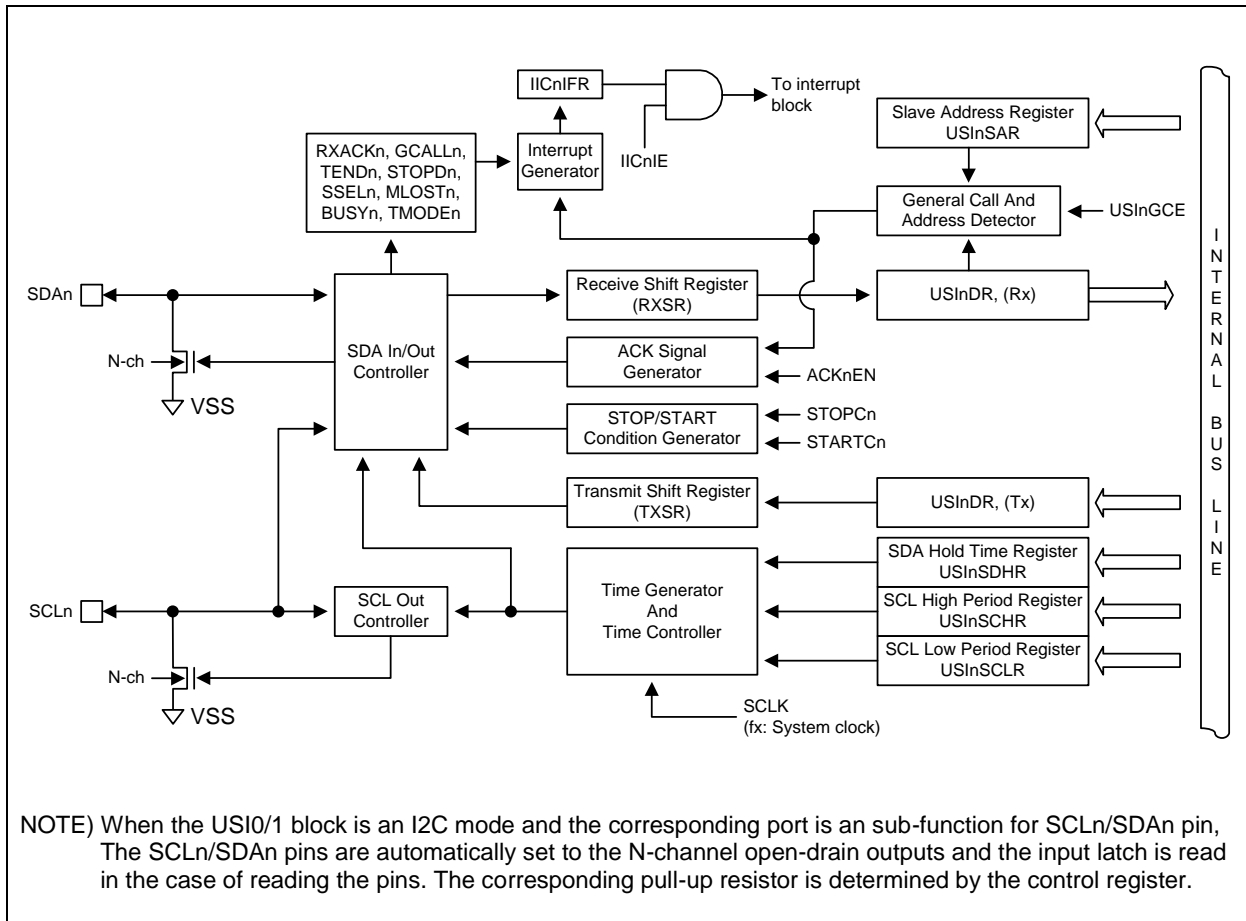 IICnIFR
To interrupt
block
Slave Address Register
USInSAR
RXACKn, GCALLn,
TENDn, STOPDn,
SSELn, MLOSTn,
BUSYn, TMODEn
Interrupt
Generator
IICnIE
General Call And
Address Detector
USInGCE
SDAn
Receive Shift Register
(RXSR)
USInDR, (Rx)
N-ch
SDA In/Out
Controller
ACK Signal
Generator
ACKnEN
VSS
STOP/START
Condition Generator
STOPCn
STARTCn
Transmit Shift Register
(TXSR)
USInDR, (Tx)
SDA Hold Time Register
USInSDHR
SCLn
SCL Out
Controller
Time Generator
And
Time Controller
SCL High Period Register
USInSCHR
SCL Low Period Register
USInSCLR
N-ch
VSS
SCLK
(fx: System clock)
INTERNAL BUS LINE
NOTE) When the USI0/1 block is an I2C mode and the corresponding port is an sub-function for SCLn/SDAn pin,
The SCLn/SDAn pins are automatically set to the N-channel open-drain outputs and the input latch is read
in the case of reading the pins. The corresponding pull-up resistor is determined by the control register.